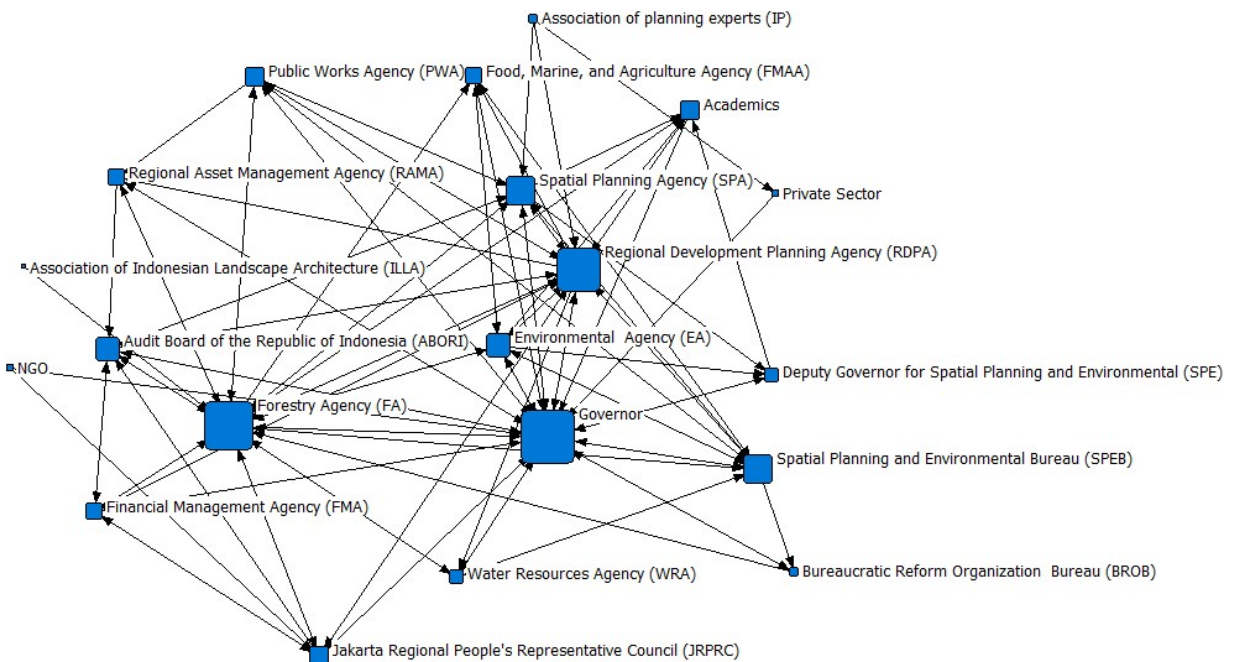 Association of planning experts (IP)
Public Works Agency (PWA)
Food, Marine, and Agriculture Agency (FMAA)
Academics
Regional Asset Management Agency (RAMA)
Spatial Planning Agency (SPA)
Private Sector
Regional Development Planning Agency (RDPA)
Association of Indonesian Landscape Architecture (ILLA)
Audit Board of the Republic of Indonesia (ABORI)
Environmental Agency (EA)
NGO
Deputy Governor for Spatial Planning and Environmental (SPE)
Forestry Agency (FA)
Governor
Spatial Planning and Environmental Bureau (SPEB)
Financial Management Agency (FMA)
Water Resources Agency (WRA)
Bureaucratic Reform Organization Bureau (BROB)
Jakarta Regional People's Representative Council (JRPRC)